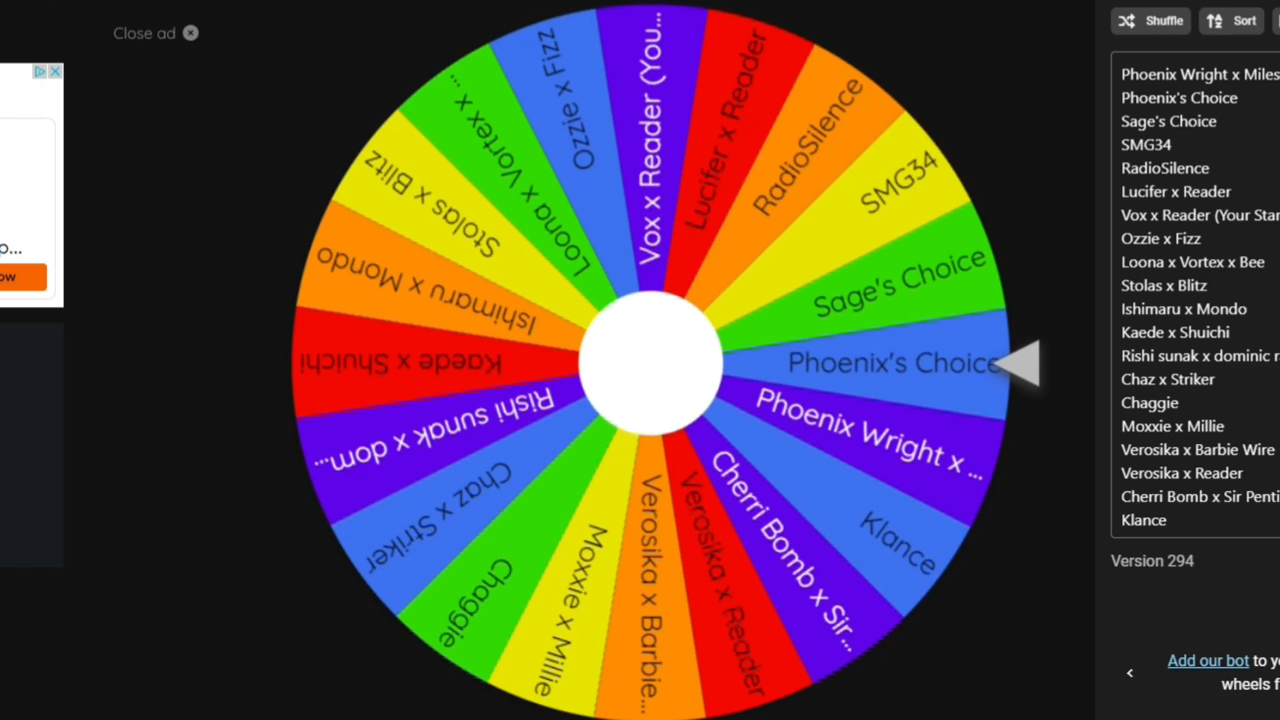 Close ad
p...
ow
Vox x Reader (You...
Lucifer x Reader
RadioSilence
SMG34
Sage's Choice
Phoenix's Choice
Phoenix Wright x ...
Klance
Cherri Bomb x Sir ...
Verosika x Reader
Verosika x Barbie...
Moxxie x Millie
Chaggie
Chaz x Striker
Rishi sunak x dom...
Kaede x Shuichi
Ishimaru x Mondo
Stolas x Blitz
Loona x Vortex x ...
Ozzie x Fizz
Shuffle
Sort
Phoenix Wright x Miles
Phoenix's Choice
Sage's Choice
SMG34
RadioSilence
Lucifer x Reader
Vox x Reader (Your Star
Ozzie x Fizz
Loona x Vortex x Bee
Stolas x Blitz
Ishimaru x Mondo
Kaede x Shuichi
Rishi sunak x dominic r
Chaz x Striker
Chaggie
Moxxie x Millie
Verosika x Barbie Wire
Verosika x Reader
Cherri Bomb x Sir Penti
Klance
Version 294
Add our bot to yo
wheels f